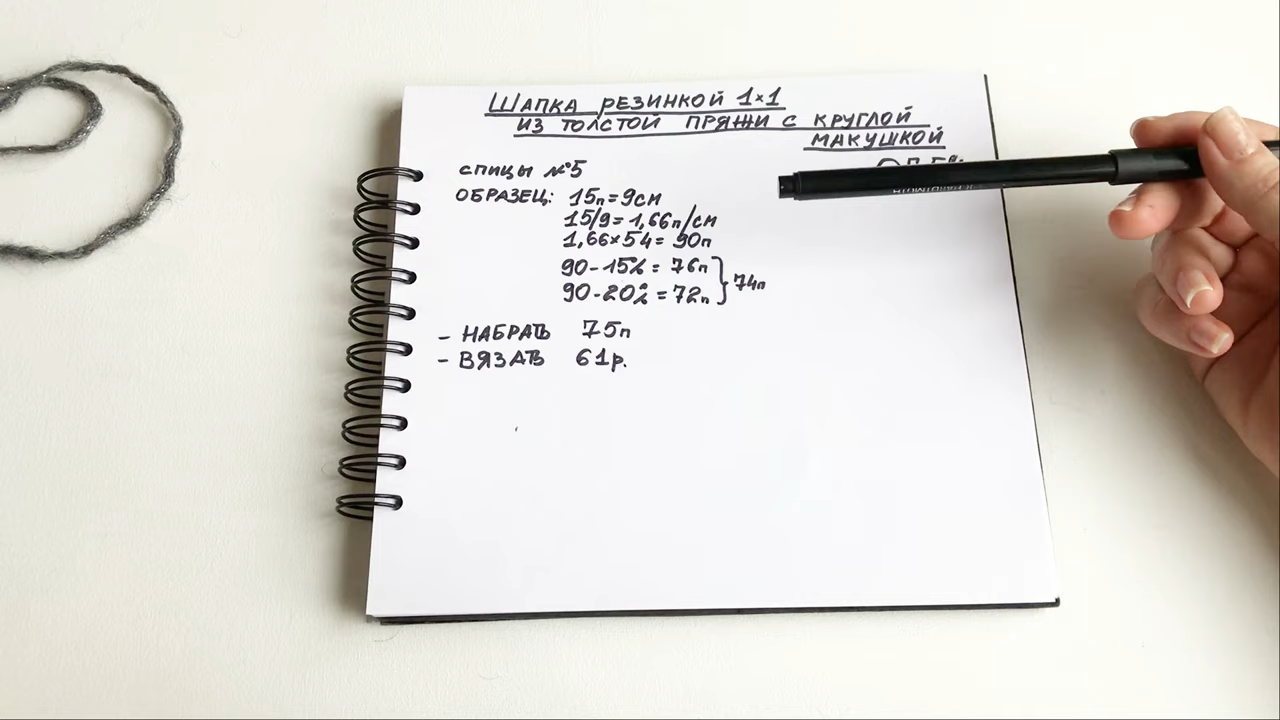 ШАПКА РЕЗИНКОЙ 1×1
ИЗ ТОЛСТОЙ ПРЯЖИ С КРУГЛОЙ
МАКУШКОЙ
СПИЦЫ №5
ОБРАЗЕЦ: 15п=9см
15/9=1,66п/см
1,66×54=90п
90-15%=76п
90-20%=72п } 74п
- НАБРАТЬ 75п
- ВЯЗАТЬ 61р.